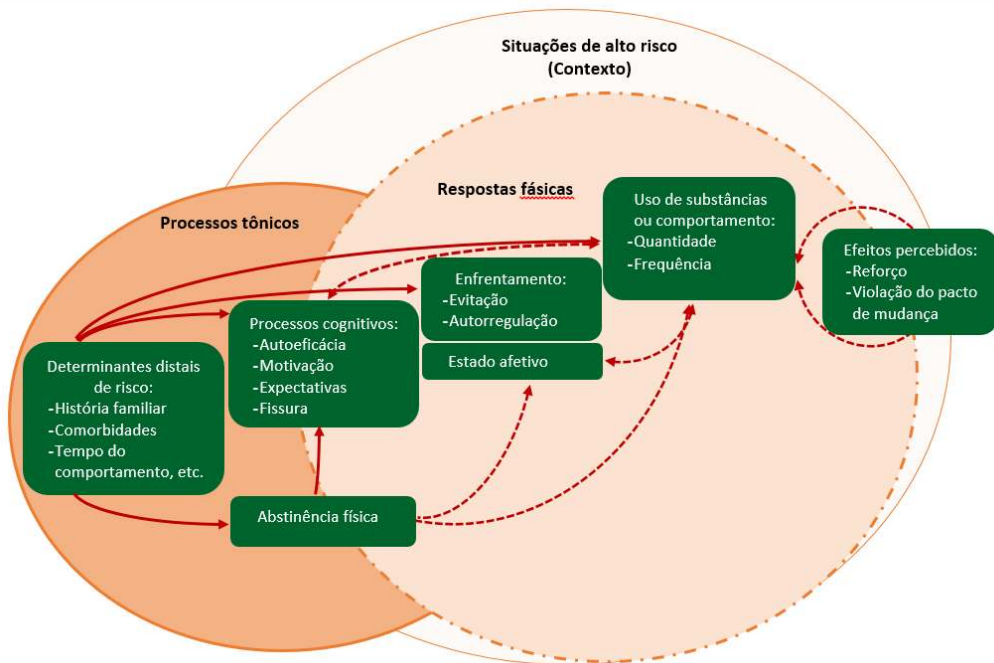 Situações de alto risco
(Contexto)
Respostas fásicas
Processos tônicos
Uso de substâncias
ou comportamento:
-Quantidade
-Frequência
Efeitos percebidos:
-Reforço
-Violação do pacto
de mudança
Enfrentamento:
-Evitação
-Autorregulação
Estado afetivo
Processos cognitivos:
-Autoeficácia
-Motivação
-Expectativas
-Fissura
Determinantes distais
de risco:
-História familiar
-Comorbidades
-Tempo do
comportamento, etc.
Abstinência física